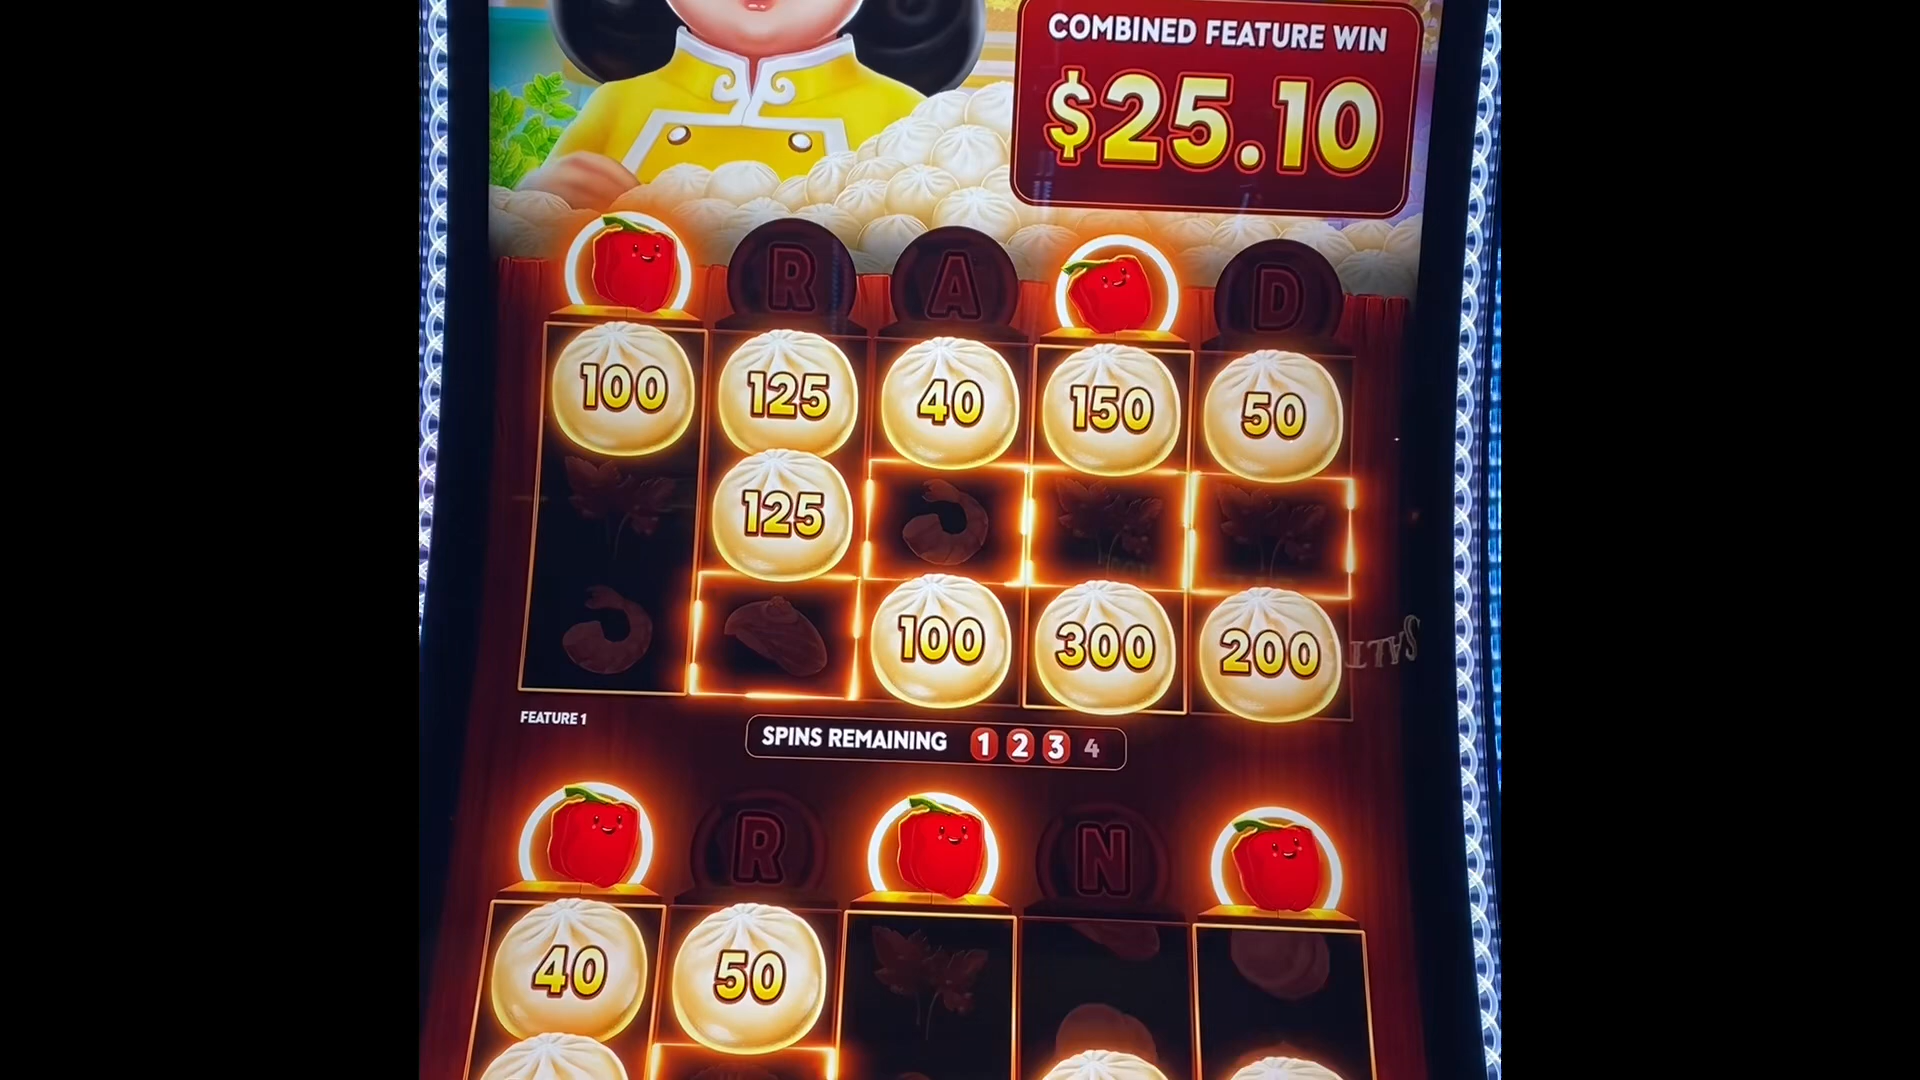 COMBINED FEATURE WIN
$25.10
R A D
100 125 40 150 50
125
100 300 200
SALT
FEATURE 1
SPINS REMAINING 1 2 3 4
R N
40 50